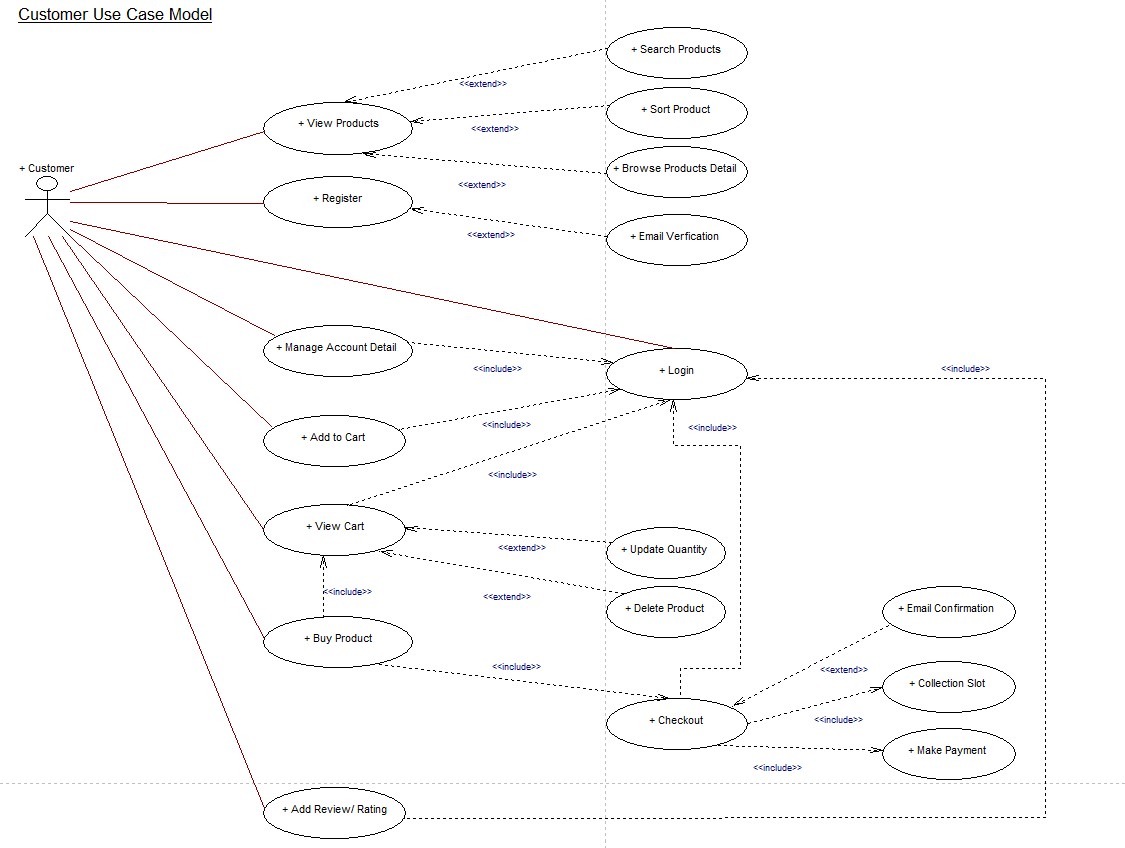 Customer Use Case Model
+ Search Products
<<extend>>
+ Sort Product
+ View Products
<<extend>>
+ Customer
+ Browse Products Detail
<<extend>>
+ Register
<<extend>>
+ Email Verfication
+ Manage Account Detail
<<include>>
+ Login
<<include>>
+ Add to Cart
<<include>>
<<include>>
<<include>>
+ View Cart
<<extend>>
+ Update Quantity
<<include>>
<<extend>>
+ Delete Product
+ Email Confirmation
+ Buy Product
<<include>>
<<extend>>
+ Collection Slot
+ Checkout
<<include>>
+ Make Payment
<<include>>
+ Add Review/ Rating